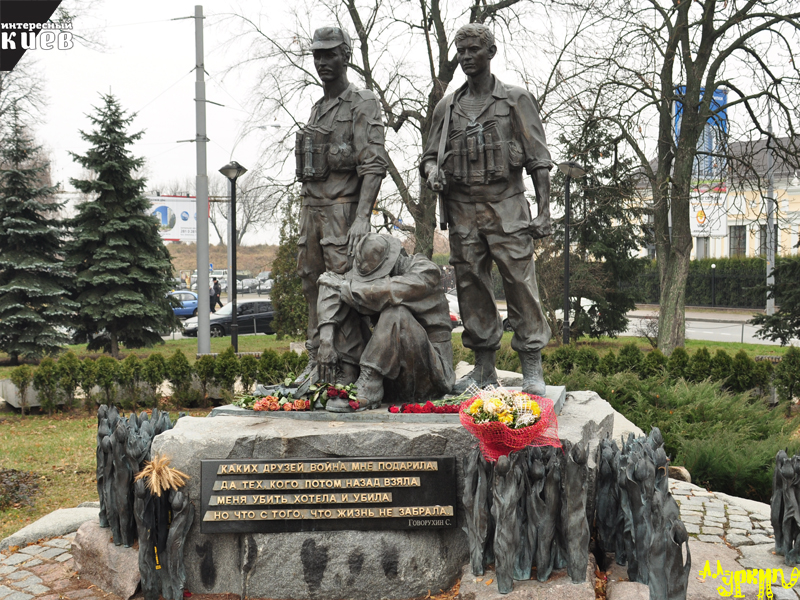 интересный
Киев
КАКИХ ДРУЗЕЙ ВОЙНА МНЕ ПОДАРИЛА
ДА ТЕХ КОГО, ПОТОМ НАЗАД ВЗЯЛА
МЕНЯ УБИТЬ ХОТЕЛА И УБИЛА
НО ЧТО С ТОГО, ЧТО ЖИЗНЬ НЕ ЗАБРАЛА
ГОВОРУХИН С.
Муркип